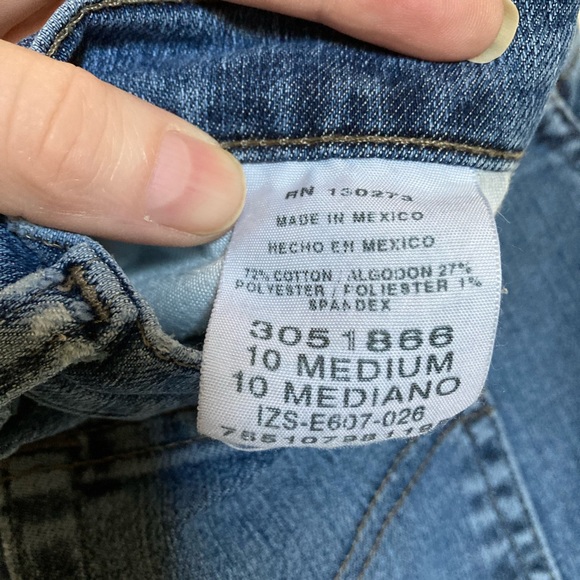 RN 130273
MADE IN MEXICO
HECHO EN MEXICO
72% COTTON / ALGODON 27%
POLYESTER / POLIESTER 1%
SPANDEX
3051866
10 MEDIUM
10 MEDIANO
IZS-E607-026